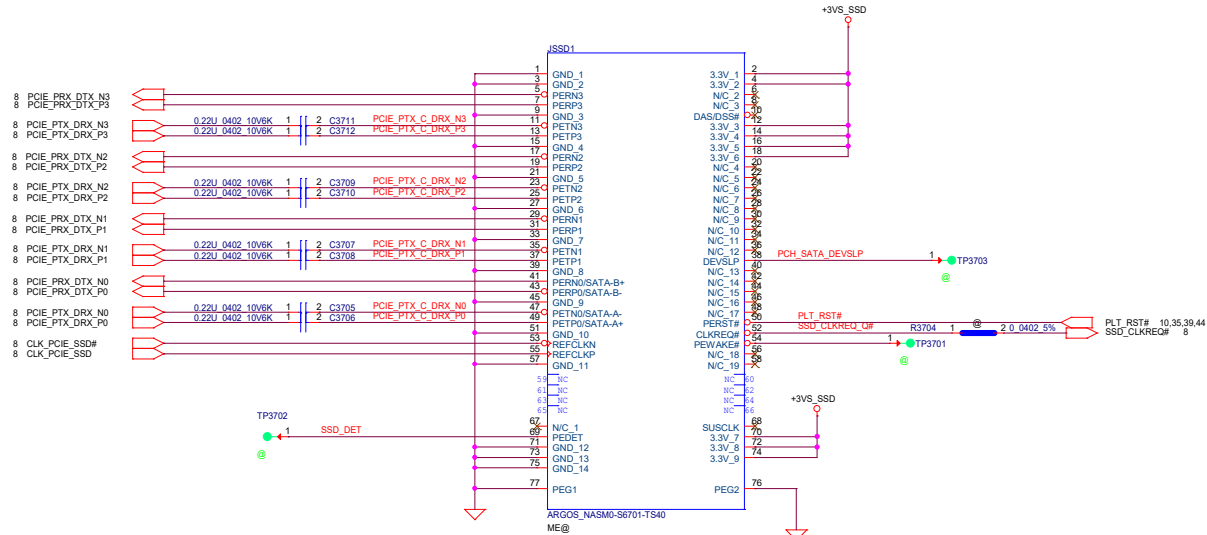 +3VS_SSD
JSSD1
1 GND_1 3.3V_1 2
3 GND_2 3.3V_2 4
8 PCIE_PRX_DTX_N3 5 PERN3 N/C_2 6
8 PCIE_PRX_DTX_P3 7 PERP3 N/C_3 8
9 GND_3 DAS/DSS# 10
8 PCIE_PTX_DRX_N3 0.22U_0402_10V6K 1 2 C3711 PCIE_PTX_C_DRX_N3 11 PETN3 3.3V_3 12
8 PCIE_PTX_DRX_P3 0.22U_0402_10V6K 1 2 C3712 PCIE_PTX_C_DRX_P3 13 PETP3 3.3V_4 14
15 GND_4 3.3V_5 16
8 PCIE_PRX_DTX_N2 17 PERN2 3.3V_6 18
8 PCIE_PRX_DTX_P2 19 PERP2 N/C_4 20
21 GND_5 N/C_5 22
8 PCIE_PTX_DRX_N2 0.22U_0402_10V6K 1 2 C3709 PCIE_PTX_C_DRX_N2 23 PETN2 N/C_6 24
8 PCIE_PTX_DRX_P2 0.22U_0402_10V6K 1 2 C3710 PCIE_PTX_C_DRX_P2 25 PETP2 N/C_7 26
27 GND_6 N/C_8 28
8 PCIE_PRX_DTX_N1 29 PERN1 N/C_9 30
8 PCIE_PRX_DTX_P1 31 PERP1 N/C_10 32
33 GND_7 N/C_11 34
8 PCIE_PTX_DRX_N1 0.22U_0402_10V6K 1 2 C3707 PCIE_PTX_C_DRX_N1 35 PETN1 N/C_12 36
8 PCIE_PTX_DRX_P1 0.22U_0402_10V6K 1 2 C3708 PCIE_PTX_C_DRX_P1 37 PETP1 DEVSLP 38 PCH_SATA_DEVSLP 1 TP3703
39 GND_8 N/C_13 40
@
8 PCIE_PRX_DTX_N0 41 PERN0/SATA-B+ N/C_14 42
8 PCIE_PRX_DTX_P0 43 PERP0/SATA-B- N/C_15 44
45 GND_9 N/C_16 46
8 PCIE_PTX_DRX_N0 0.22U_0402_10V6K 1 2 C3705 PCIE_PTX_C_DRX_N0 47 PETN0/SATA-A- N/C_17 48
8 PCIE_PTX_DRX_P0 0.22U_0402_10V6K 1 2 C3706 PCIE_PTX_C_DRX_P0 49 PETP0/SATA-A+ PERST# 50 PLT_RST# @ PLT_RST# 10,35,39,44
51 GND_10 CLKREQ# 52 SSD_CLKREQ_Q# R3704 1 2 0_0402_5% SSD_CLKREQ# 8
8 CLK_PCIE_SSD# 53 REFCLKN PEWAKE# 54 1 TP3701
8 CLK_PCIE_SSD 55 REFCLKP N/C_18 56
@
57 GND_11 N/C_19 58
59 NC NC 60
61 NC NC 62
63 NC NC 64
65 NC NC 66
+3VS_SSD
TP3702
67 N/C_1 SUSCLK 68
1 SSD_DET 69 PEDET 3.3V_7 70
71 GND_12 3.3V_8 72
@
73 GND_13 3.3V_9 74
75 GND_14
77 PEG1 PEG2 76
ARGOS_NASM0-S6701-TS40
ME@